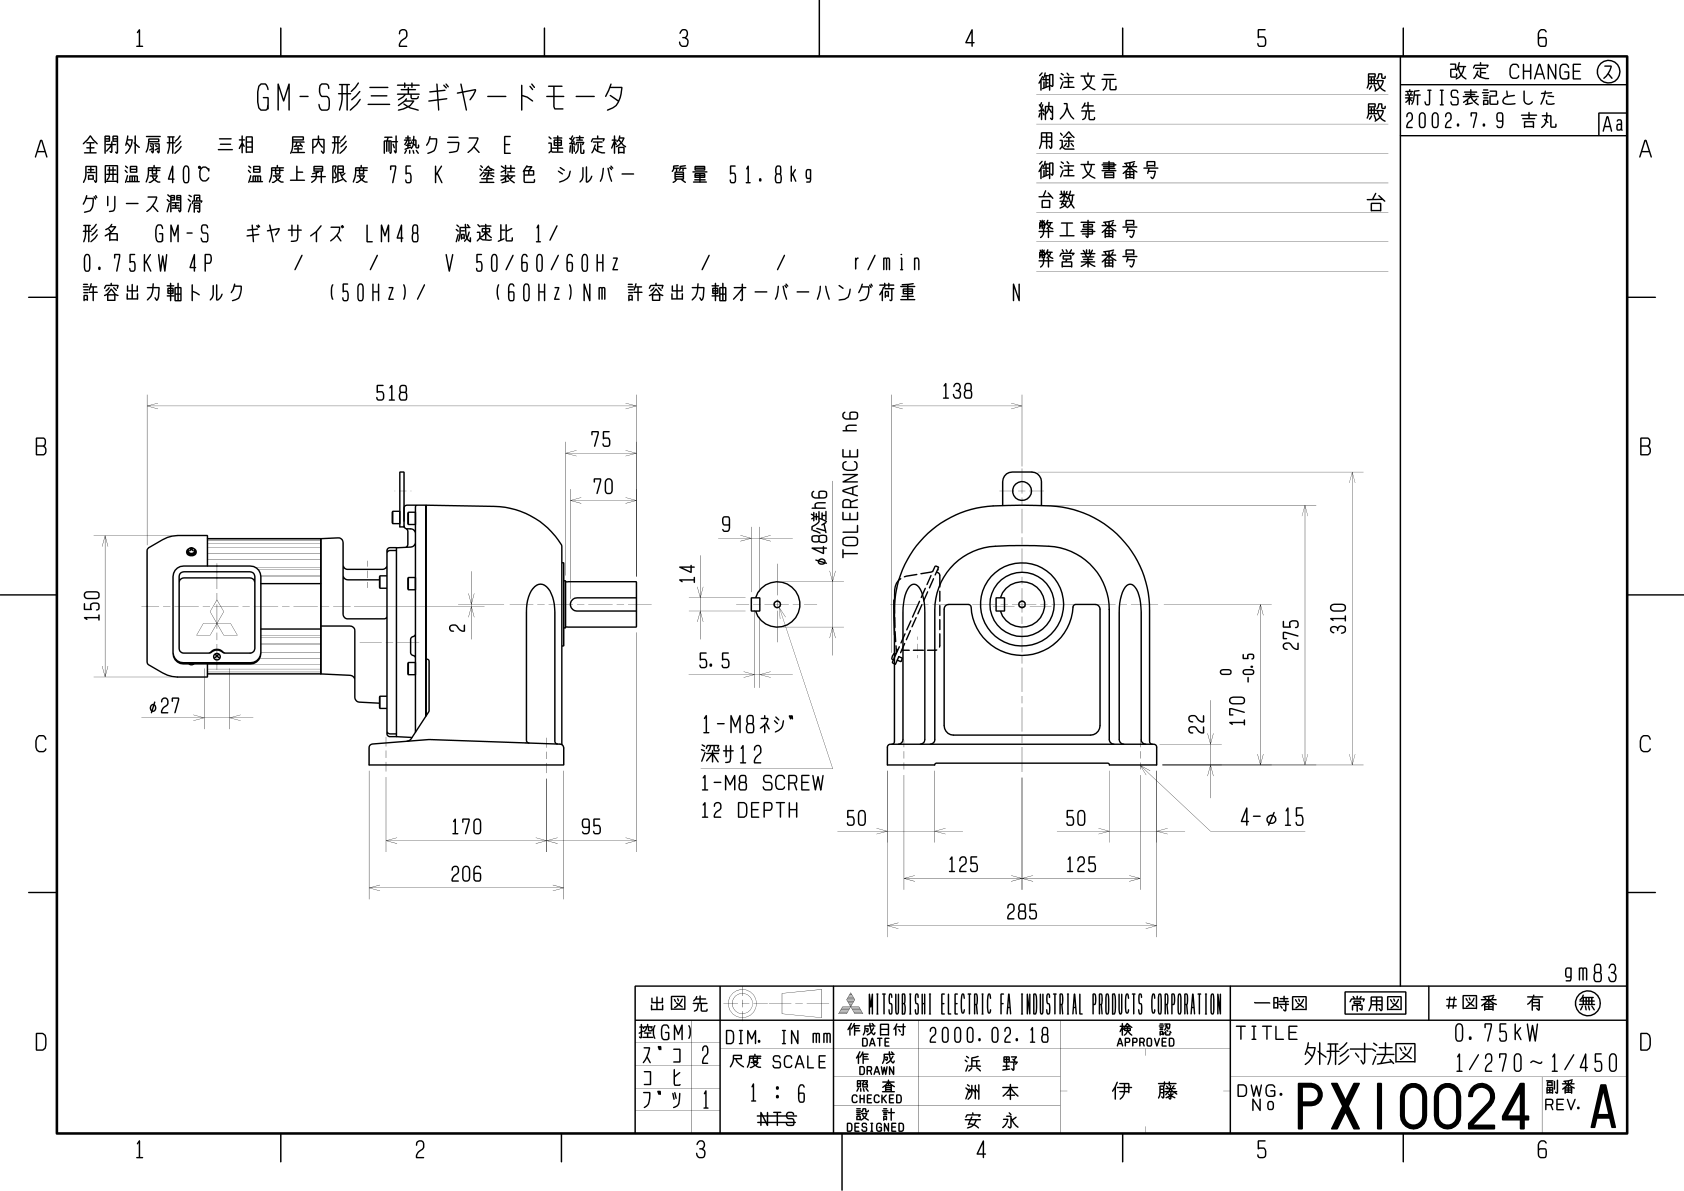 1 2 3 4 5 6
A
B
C
D
A
B
C
D
GM-S形三菱ギヤードモータ
全閉外扇形 三相 屋内形 耐熱クラス E 連続定格
周囲温度40℃ 温度上昇限度 75 K 塗装色 シルバー 質量 51.8kg
グリース潤滑
形名 GM-S ギヤサイズ LM48 減速比 1/
0.75KW 4P / / V 50/60/60Hz / / r/min
許容出力軸トルク (50Hz)/ (60Hz)Nm 許容出力軸オーバーハング荷重 N
御注文元 殿
納入先 殿
用途
御注文書番号
台数 台
弊工事番号
弊営業番号
改定 CHANGE ス
新JIS表記とした
2002.7.9 吉丸 Aa
518
75
70
150
2
φ27
170
95
206
9
14
5.5
φ48公差h6
TOLERANCE h6
1-M8ネジ
深サ12
1-M8 SCREW
12 DEPTH
138
310
275
170 0 -0.5
22
50
50
4-φ15
125
125
285
gm83
出図先
控(GM)
ズコ 2
コヒ
ブツ 1
DIM. IN mm
尺度 SCALE
1 : 6
NTS
MITSUBISHI ELECTRIC FA INDUSTRIAL PRODUCTS CORPORATION
作成日付 DATE 2000.02.18
作成 DRAWN 浜野
照査 CHECKED 洲本
設計 DESIGNED 安永
検認 APPROVED
伊藤
一時図 常用図 #図番 有 無
TITLE 外形寸法図
0.75kW
1/270~1/450
DWG. No PX10024
副番 REV. A
1 2 3 4 5 6